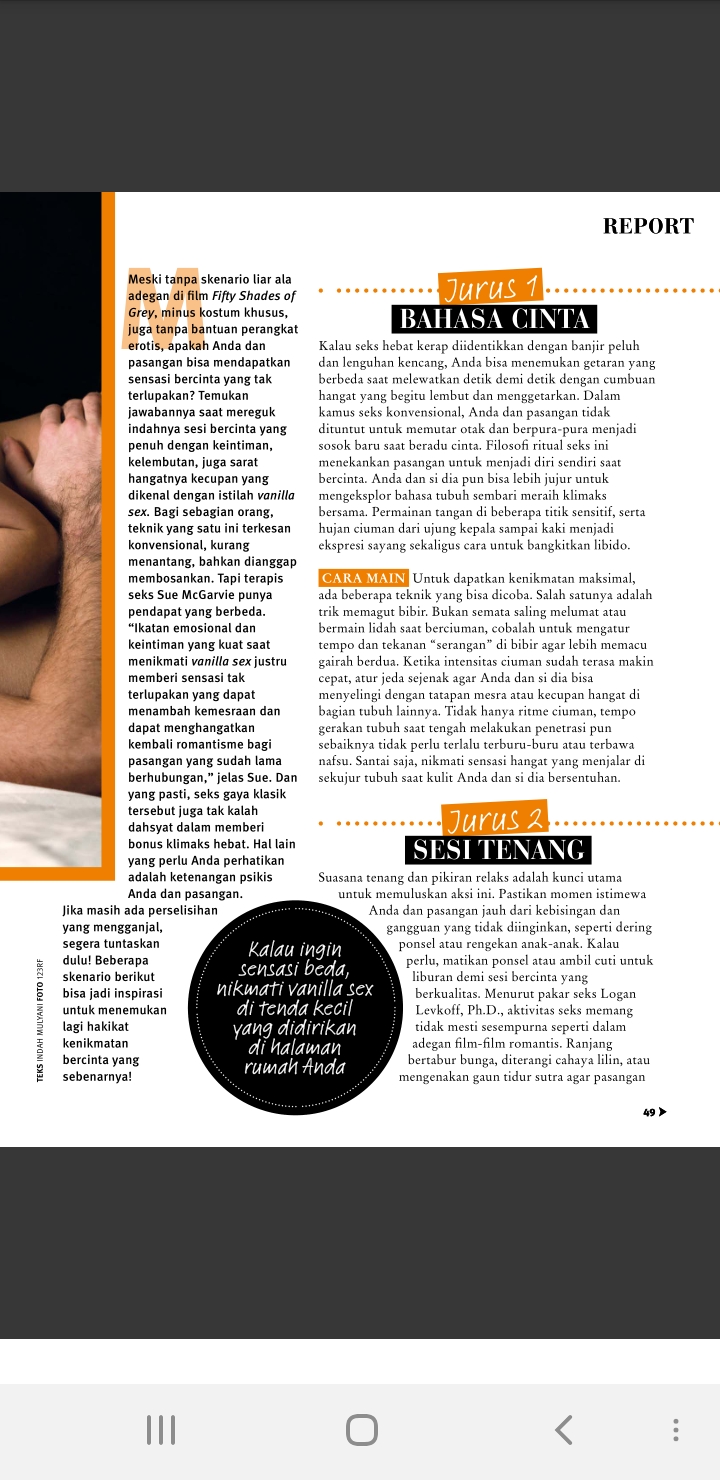 REPORT
Meski tanpa skenario liar ala
adegan di film Fifty Shades of
Grey, minus kostum khusus,
juga tanpa bantuan perangkat
erotis, apakah Anda dan
pasangan bisa mendapatkan
sensasi bercinta yang tak
terlupakan? Temukan
jawabannya saat mereguk
indahnya sesi bercinta yang
penuh dengan keintiman,
kelembutan, juga sarat
hangatnya kecupan yang
dikenal dengan istilah vanilla
sex. Bagi sebagian orang,
teknik yang satu ini terkesan
konvensional, kurang
menantang, bahkan dianggap
membosankan. Tapi terapis
seks Sue McGarvie punya
pendapat yang berbeda.
“Ikatan emosional dan
keintiman yang kuat saat
menikmati vanilla sex justru
memberi sensasi tak
terlupakan yang dapat
menambah kemesraan dan
dapat menghangatkan
kembali romantisme bagi
pasangan yang sudah lama
berhubungan,” jelas Sue. Dan
yang pasti, seks gaya klasik
tersebut juga tak kalah
dahsyat dalam memberi
bonus klimaks hebat. Hal lain
yang perlu Anda perhatikan
adalah ketenangan psikis
Anda dan pasangan.
Jika masih ada perselisihan
yang mengganjal,
segera tuntaskan
dulu! Beberapa
skenario berikut
bisa jadi inspirasi
untuk menemukan
lagi hakikat
kenikmatan
bercinta yang
sebenarnya!
TEKS INDAH MULYANI FOTO 123RF
Kalau ingin
sensasi beda,
nikmati vanilla sex
di tenda kecil
yang didirikan
di halaman
rumah Anda
Jurus 1
BAHASA CINTA
Kalau seks hebat kerap diidentikkan dengan banjir peluh
dan lenguhan kencang, Anda bisa menemukan getaran yang
berbeda saat melewatkan detik demi detik dengan cumbuan
hangat yang begitu lembut dan menggetarkan. Dalam
kamus seks konvensional, Anda dan pasangan tidak
dituntut untuk memutar otak dan berpura-pura menjadi
sosok baru saat beradu cinta. Filosofi ritual seks ini
menekankan pasangan untuk menjadi diri sendiri saat
bercinta. Anda dan si dia pun bisa lebih jujur untuk
mengeksplor bahasa tubuh sembari meraih klimaks
bersama. Permainan tangan di beberapa titik sensitif, serta
hujan ciuman dari ujung kepala sampai kaki menjadi
ekspresi sayang sekaligus cara untuk bangkitkan libido.
CARA MAIN Untuk dapatkan kenikmatan maksimal,
ada beberapa teknik yang bisa dicoba. Salah satunya adalah
trik memagut bibir. Bukan semata saling melumat atau
bermain lidah saat berciuman, cobalah untuk mengatur
tempo dan tekanan “serangan” di bibir agar lebih memacu
gairah berdua. Ketika intensitas ciuman sudah terasa makin
cepat, atur jeda sejenak agar Anda dan si dia bisa
menyelingi dengan tatapan mesra atau kecupan hangat di
bagian tubuh lainnya. Tidak hanya ritme ciuman, tempo
gerakan tubuh saat tengah melakukan penetrasi pun
sebaiknya tidak perlu terlalu terburu-buru atau terbawa
nafsu. Santai saja, nikmati sensasi hangat yang menjalar di
sekujur tubuh saat kulit Anda dan si dia bersentuhan.
Jurus 2
SESI TENANG
Suasana tenang dan pikiran relaks adalah kunci utama
untuk memuluskan aksi ini. Pastikan momen istimewa
Anda dan pasangan jauh dari kebisingan dan
gangguan yang tidak diinginkan, seperti dering
ponsel atau rengekan anak-anak. Kalau
perlu, matikan ponsel atau ambil cuti untuk
liburan demi sesi bercinta yang
berkualitas. Menurut pakar seks Logan
Levkoff, Ph.D., aktivitas seks memang
tidak mesti sesempurna seperti dalam
adegan film-film romantis. Ranjang
bertabur bunga, diterangi cahaya lilin, atau
mengenakan gaun tidur sutra agar pasangan
49